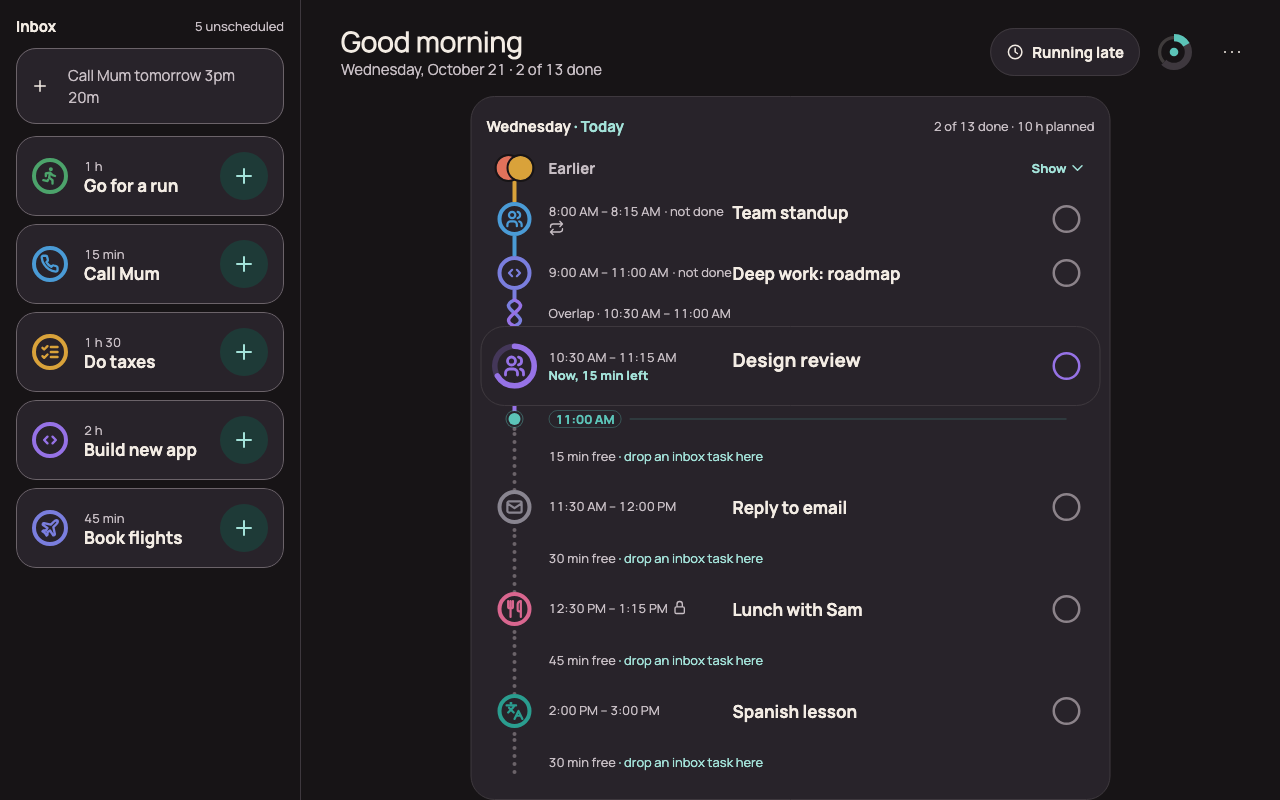 Inbox
5 unscheduled
Call Mum tomorrow 3pm
20m
1 h
Go for a run
15 min
Call Mum
1 h 30
Do taxes
2 h
Build new app
45 min
Book flights
Good morning
Wednesday, October 21 · 2 of 13 done
Running late
Wednesday · Today
2 of 13 done · 10 h planned
Earlier
Show
8:00 AM – 8:15 AM · not done
Team standup
9:00 AM – 11:00 AM · not done
Deep work: roadmap
Overlap · 10:30 AM – 11:00 AM
10:30 AM – 11:15 AM
Now, 15 min left
Design review
11:00 AM
15 min free · drop an inbox task here
11:30 AM – 12:00 PM
Reply to email
30 min free · drop an inbox task here
12:30 PM – 1:15 PM
Lunch with Sam
45 min free · drop an inbox task here
2:00 PM – 3:00 PM
Spanish lesson
30 min free · drop an inbox task here